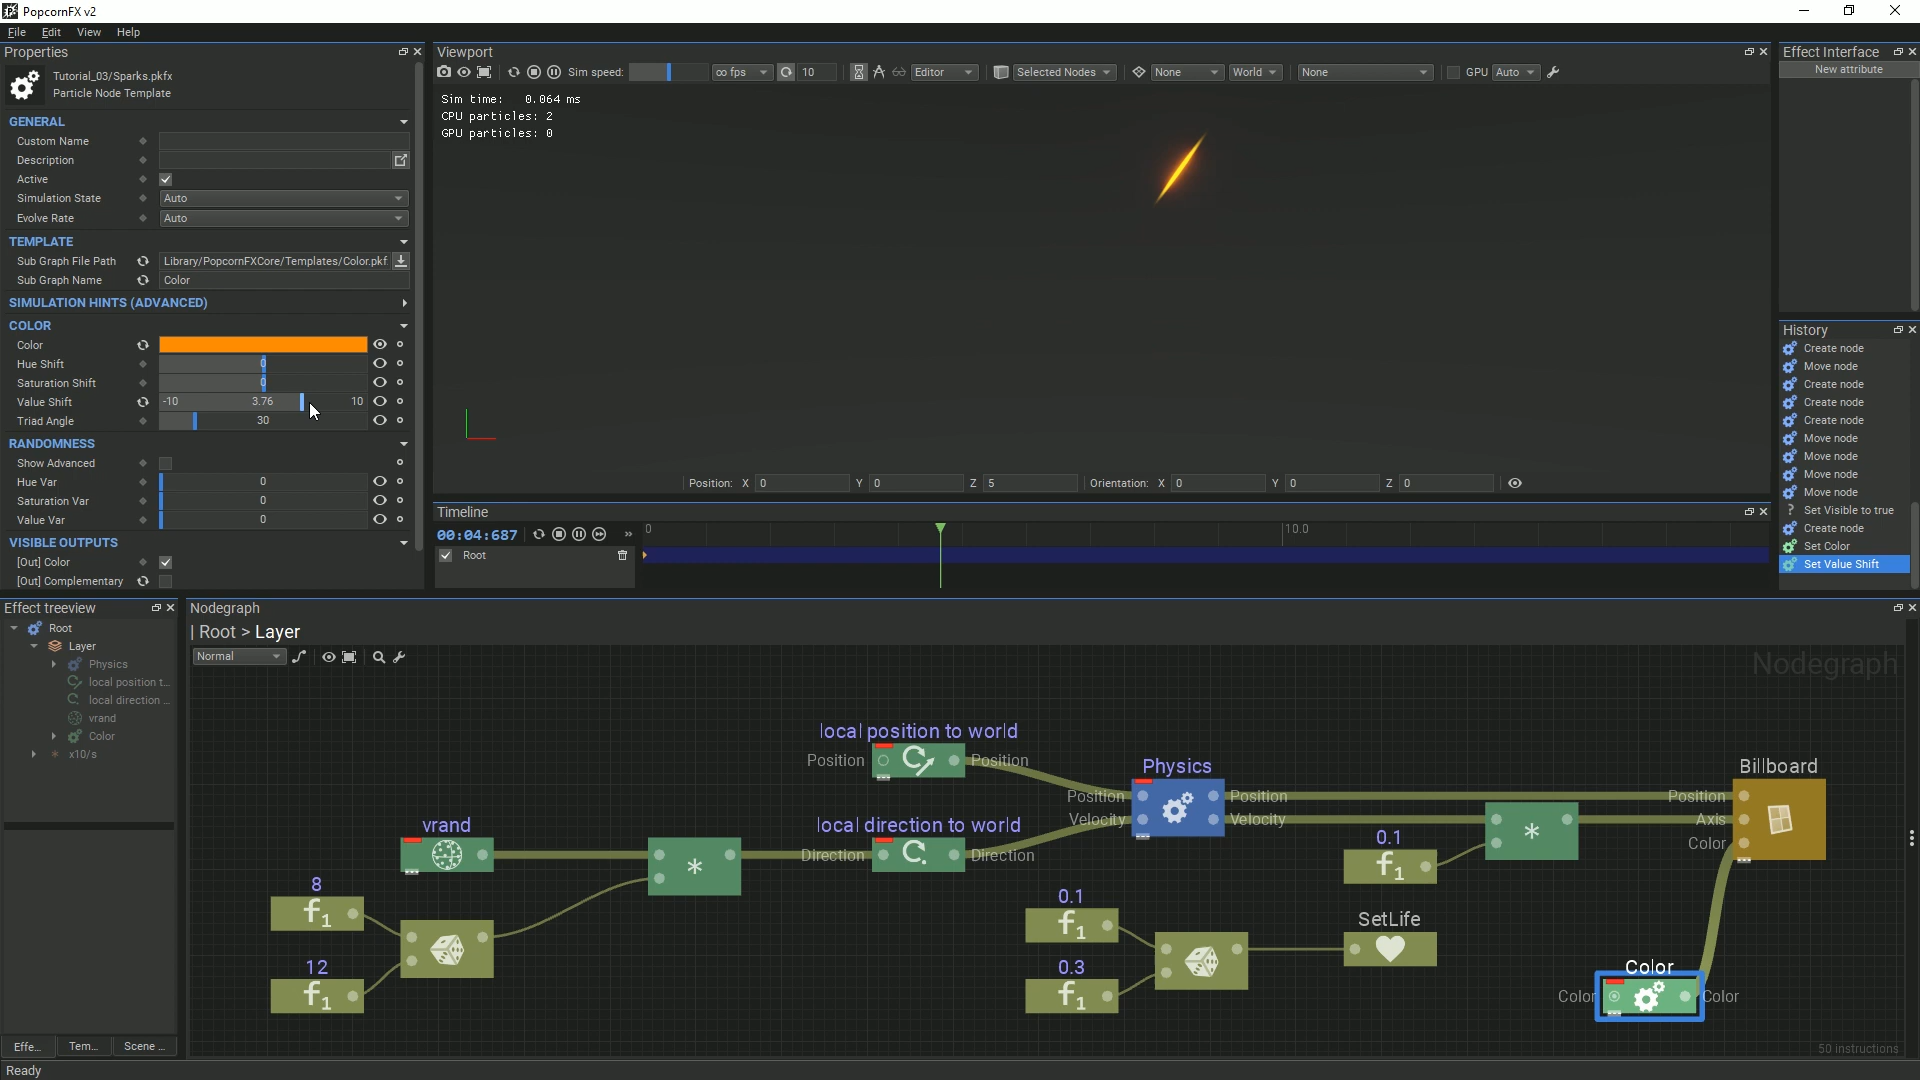 PopcornFX v2
File Edit View Help
Properties
Tutorial_03/Sparks.pkfx
Particle Node Template
GENERAL
Custom Name
Description
Active
Simulation State Auto
Evolve Rate Auto
TEMPLATE
Sub Graph File Path Library/PopcornFXCore/Templates/Color.pkf
Sub Graph Name Color
SIMULATION HINTS (ADVANCED)
COLOR
Color
Hue Shift 0
Saturation Shift 0
Value Shift -10 3.76 10
Triad Angle 30
RANDOMNESS
Show Advanced
Hue Var 0
Saturation Var 0
Value Var 0
VISIBLE OUTPUTS
[Out] Color
[Out] Complementary
Viewport
Sim speed: ∞ fps 10 Editor Selected Nodes None World None GPU Auto
Sim time: 0.064 ms
CPU particles: 2
GPU particles: 0
Position: X 0 Y 0 Z 5 Orientation: X 0 Y 0 Z 0
Timeline
00:04:687 0 10.0
Root
Effect Interface
New attribute
History
Create node
Move node
Create node
Create node
Create node
Move node
Move node
Move node
Move node
? Set Visible to true
Create node
Set Color
Set Value Shift
Effect treeview
Root
Layer
Physics
local position t...
local direction ...
vrand
Color
* x10/s
Effe... Tem... Scene ...
Nodegraph
| Root > Layer
Normal
Nodegraph
local position to world
Position Position
Physics
Position Position
Velocity Velocity
Billboard
Position
Axis
Color
vrand
local direction to world
Direction Direction
*
*
0.1
f1
8
f1
12
f1
0.1
f1
0.3
f1
SetLife
Color
Color Color
50 instructions
Ready